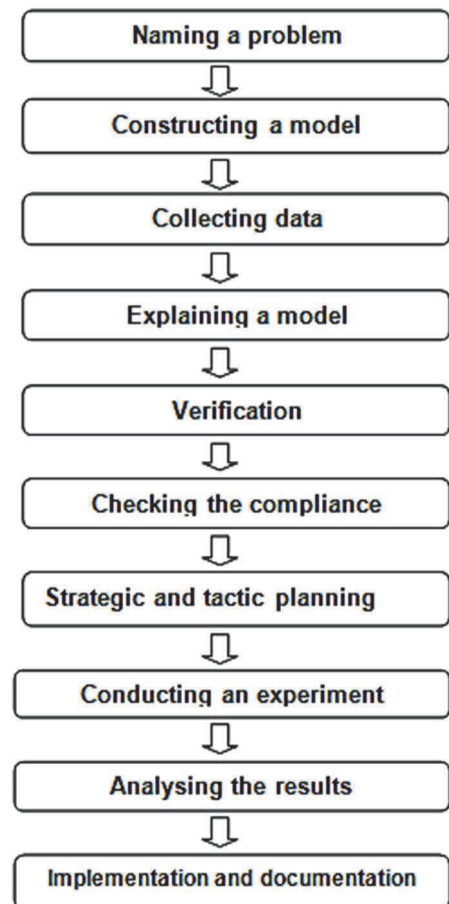 Naming a problem
Constructing a model
Collecting data
Explaining a model
Verification
Checking the compliance
Strategic and tactic planning
Conducting an experiment
Analysing the results
Implementation and documentation